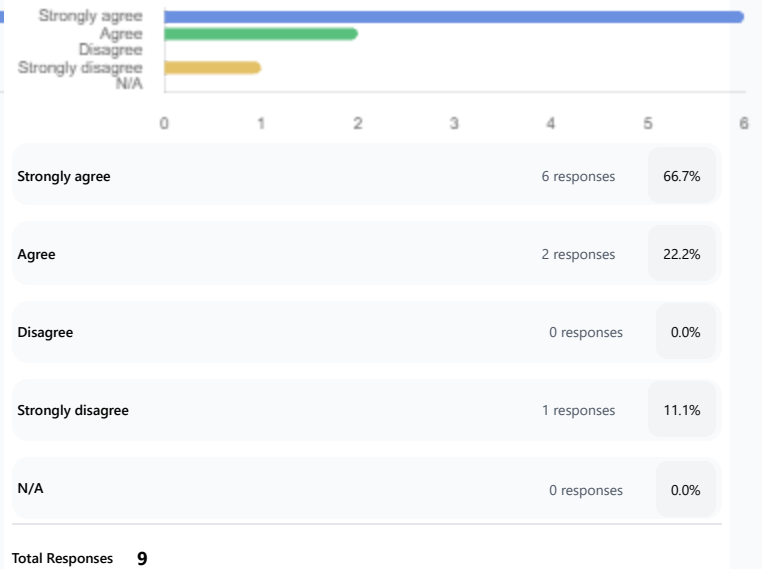 Strongly agree
Agree
Disagree
Strongly disagree
N/A
0 1 2 3 4 5 6
Strongly agree 6 responses 66.7%
Agree 2 responses 22.2%
Disagree 0 responses 0.0%
Strongly disagree 1 responses 11.1%
N/A 0 responses 0.0%
Total Responses 9